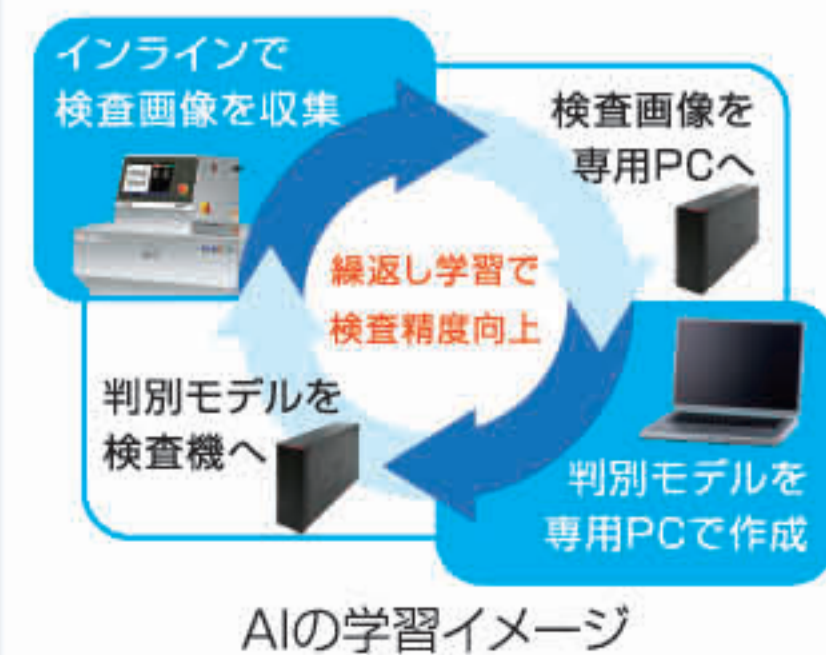 インラインで
検査画像を収集
検査画像を
専用PCへ
繰返し学習で
検査精度向上
判別モデルを
検査機へ
判別モデルを
専用PCで作成
AIの学習イメージ